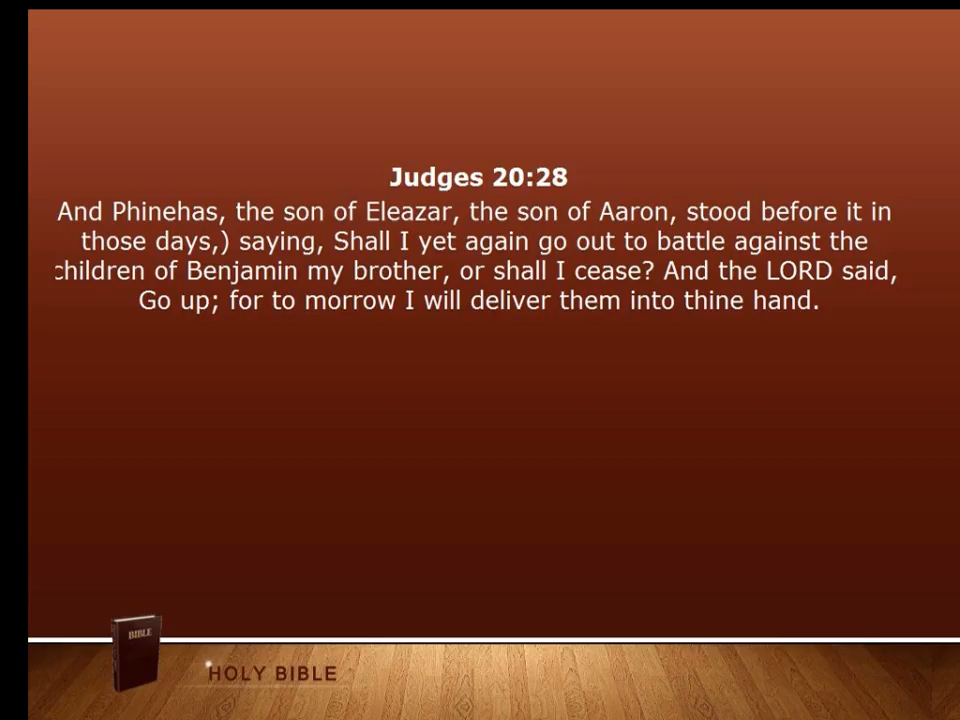 Judges 20:28
And Phinehas, the son of Eleazar, the son of Aaron, stood before it in
those days,) saying, Shall I yet again go out to battle against the
children of Benjamin my brother, or shall I cease? And the LORD said,
Go up; for to morrow I will deliver them into thine hand.
BIBLE
HOLY BIBLE